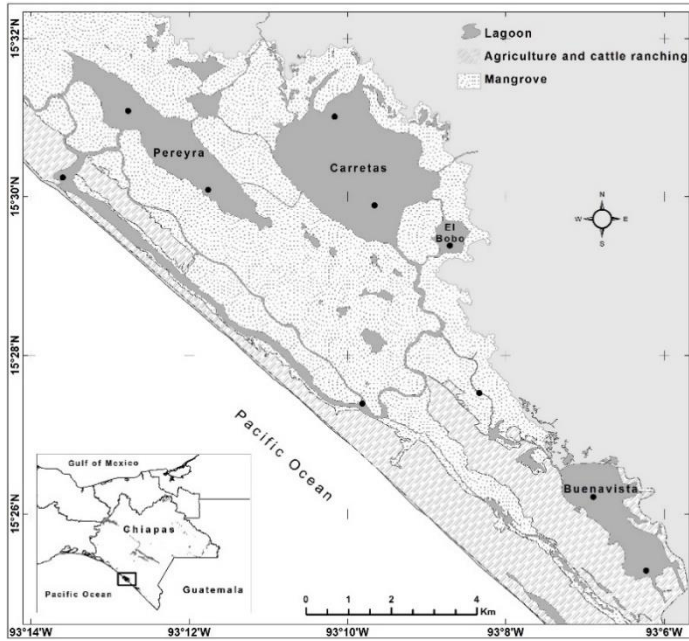 15°32'N
Lagoon
Agriculture and cattle ranching
Mangrove
Pereyra
Carretas
15°30'N
El
Bobo
N
W
E
S
15°28'N
Pacific Ocean
Gulf of Mexico
Chiapas
Pacific Ocean
Guatemala
15°26'N
Buenavista
0 1 2 4
Km
93°14'W 93°12'W 93°10'W 93°8'W 93°6'W